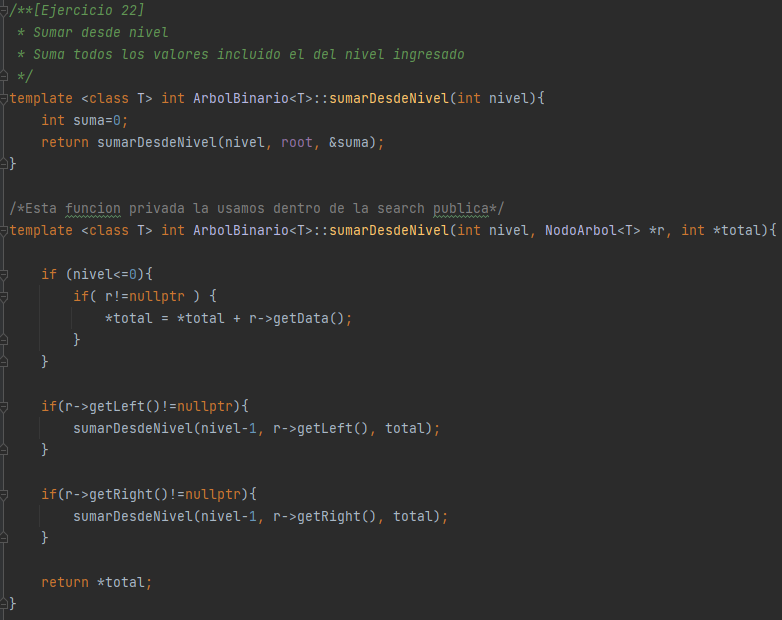 /**[Ejercicio 22]
 * Sumar desde nivel
 * Suma todos los valores incluido el del nivel ingresado
 */
template <class T> int ArbolBinario<T>::sumarDesdeNivel(int nivel){
    int suma=0;
    return sumarDesdeNivel(nivel, root, &suma);
}
/*Esta funcion privada la usamos dentro de la search publica*/
template <class T> int ArbolBinario<T>::sumarDesdeNivel(int nivel, NodoArbol<T> *r, int *total){
    if (nivel<=0){
        if( r!=nullptr ) {
            *total = *total + r->getData();
        }
    }
    if(r->getLeft()!=nullptr){
        sumarDesdeNivel(nivel-1, r->getLeft(), total);
    }
    if(r->getRight()!=nullptr){
        sumarDesdeNivel(nivel-1, r->getRight(), total);
    }
    return *total;
}